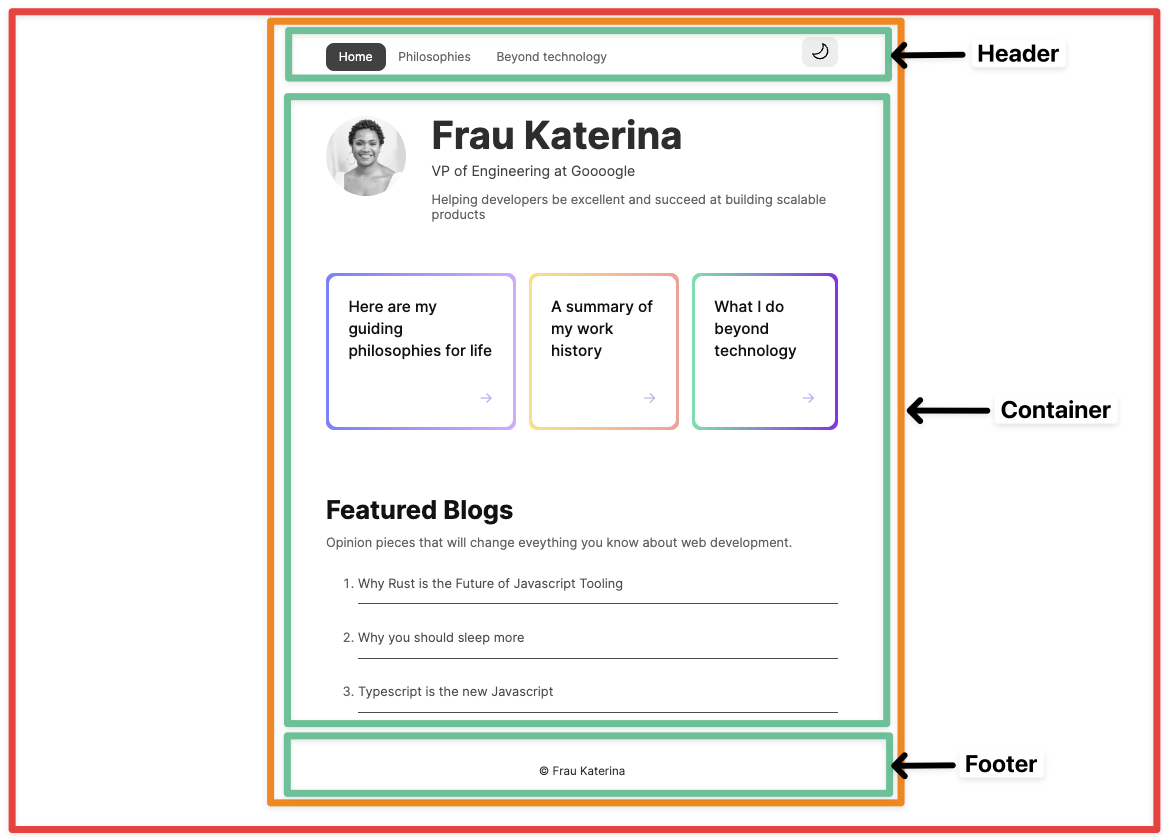 Home Philosophies Beyond technology
Header
Frau Katerina
VP of Engineering at Goooogle
Helping developers be excellent and succeed at building scalable
products
Here are my
guiding
philosophies for life
A summary of
my work
history
What I do
beyond
technology
Container
Featured Blogs
Opinion pieces that will change eveything you know about web development.
1. Why Rust is the Future of Javascript Tooling
2. Why you should sleep more
3. Typescript is the new Javascript
Footer
© Frau Katerina